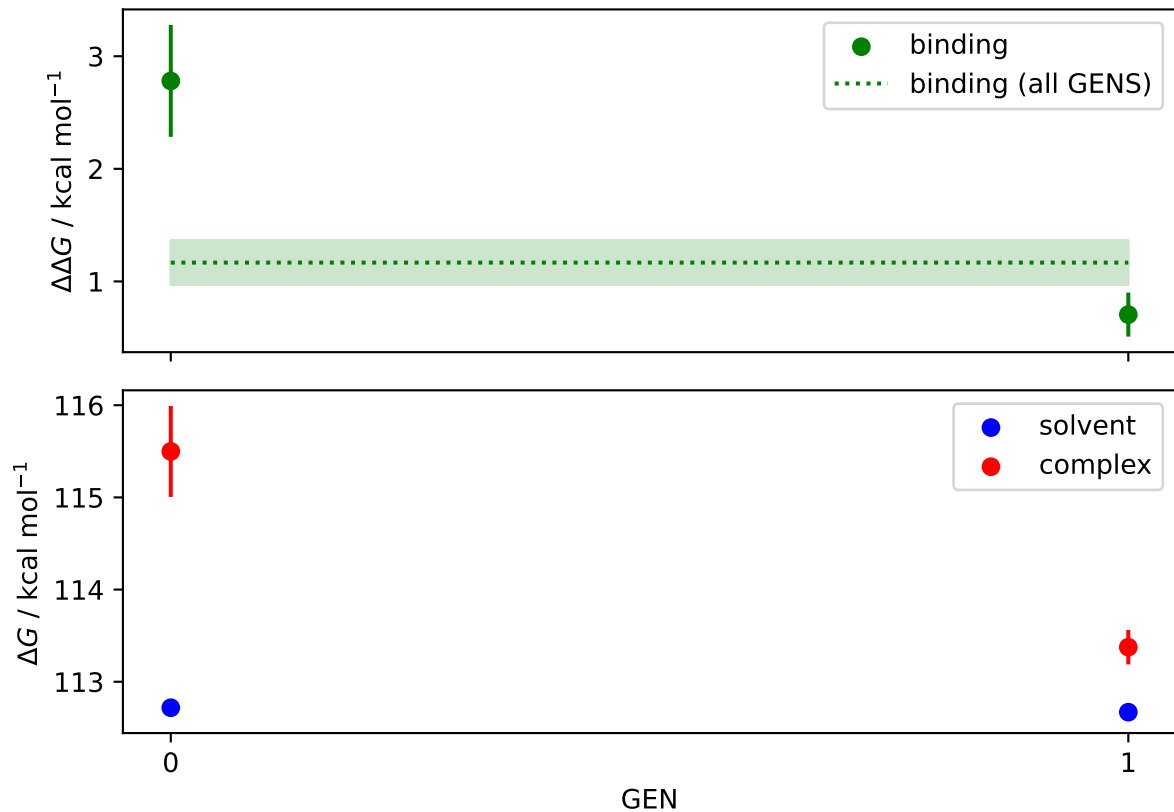 3
2
1
ΔΔG / kcal mol⁻¹
binding
binding (all GENS)
116
115
114
113
ΔG / kcal mol⁻¹
solvent
complex
0
1
GEN